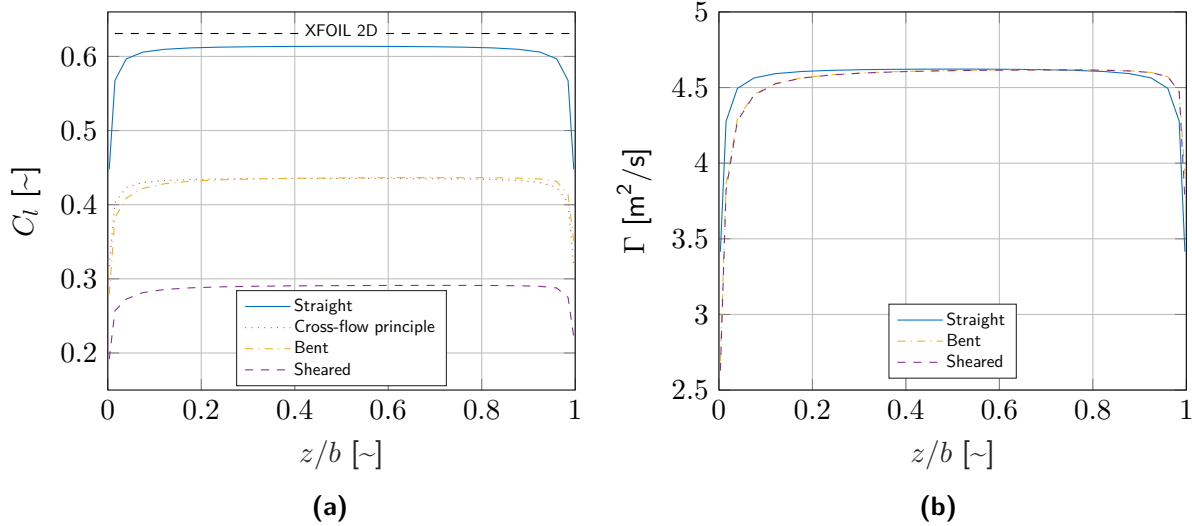 XFOIL 2D
0.6
0.5
0.4
0.3
0.2
C_l [~]
Straight
Cross-flow principle
Bent
Sheared
0 0.2 0.4 0.6 0.8 1
z/b [~]
(a)
5
4.5
4
3.5
3
2.5
Γ [m²/s]
Straight
Bent
Sheared
0 0.2 0.4 0.6 0.8 1
z/b [~]
(b)